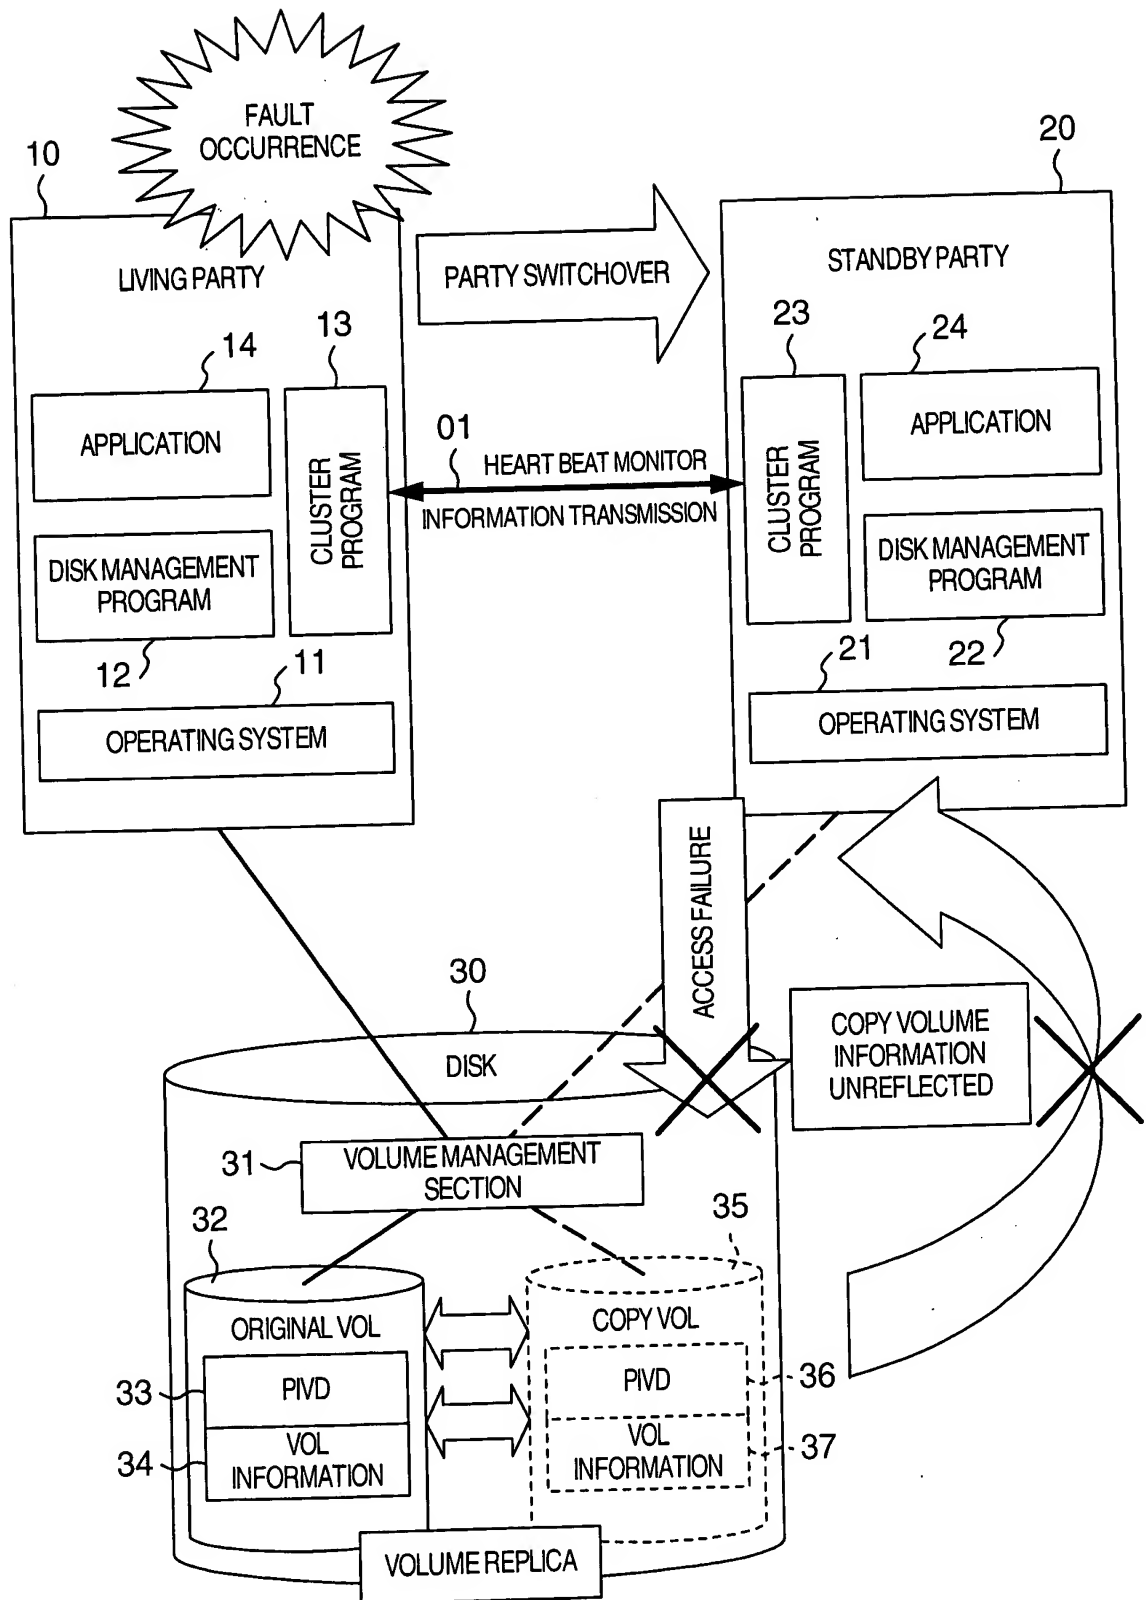 FAULT
OCCURRENCE
10
20
LIVING PARTY
PARTY SWITCHOVER
STANDBY PARTY
14
13
23
24
APPLICATION
CLUSTER
PROGRAM
01
HEART BEAT MONITOR
INFORMATION TRANSMISSION
CLUSTER
PROGRAM
APPLICATION
DISK MANAGEMENT
PROGRAM
DISK MANAGEMENT
PROGRAM
12
11
21
22
OPERATING SYSTEM
OPERATING SYSTEM
ACCESS FAILURE
30
DISK
COPY VOLUME
INFORMATION
UNREFLECTED
31
VOLUME MANAGEMENT
SECTION
32
35
ORIGINAL VOL
COPY VOL
33
PIVD
PIVD
36
34
VOL
INFORMATION
VOL
INFORMATION
37
VOLUME REPLICA